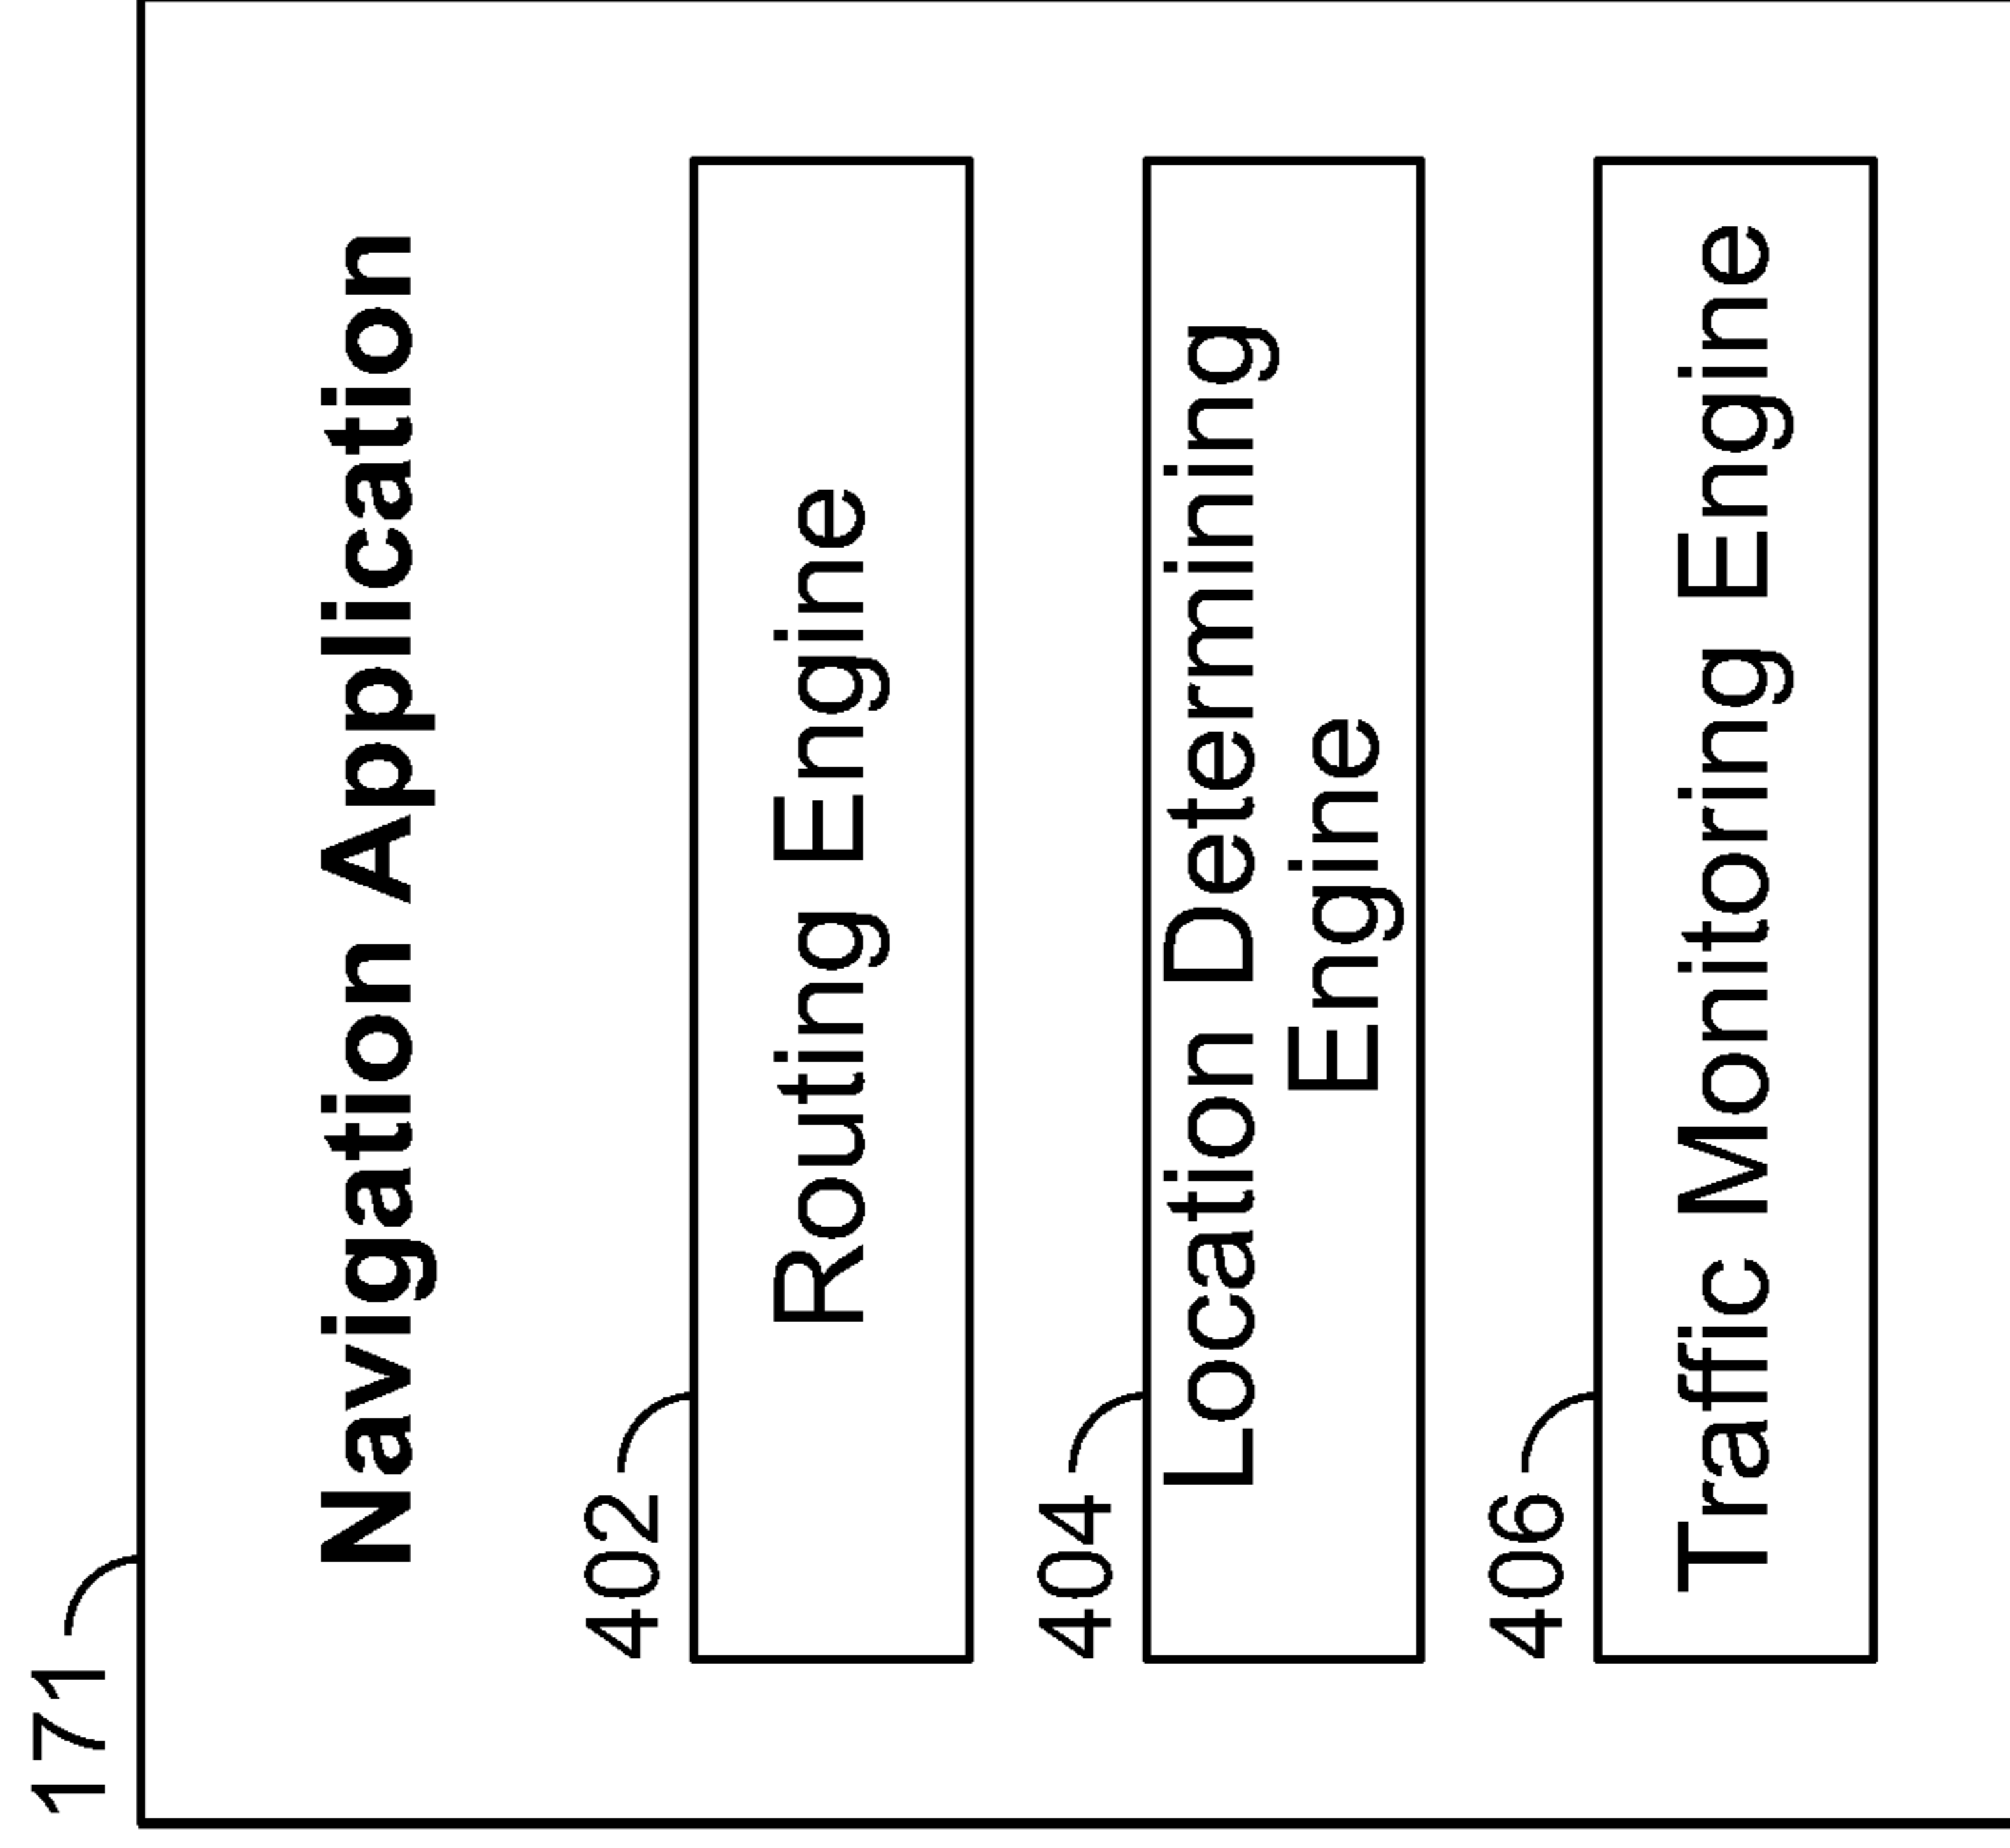 171
Navigation Application
402
Routing Engine
404
Location Determining
Engine
406
Traffic Monitoring Engine